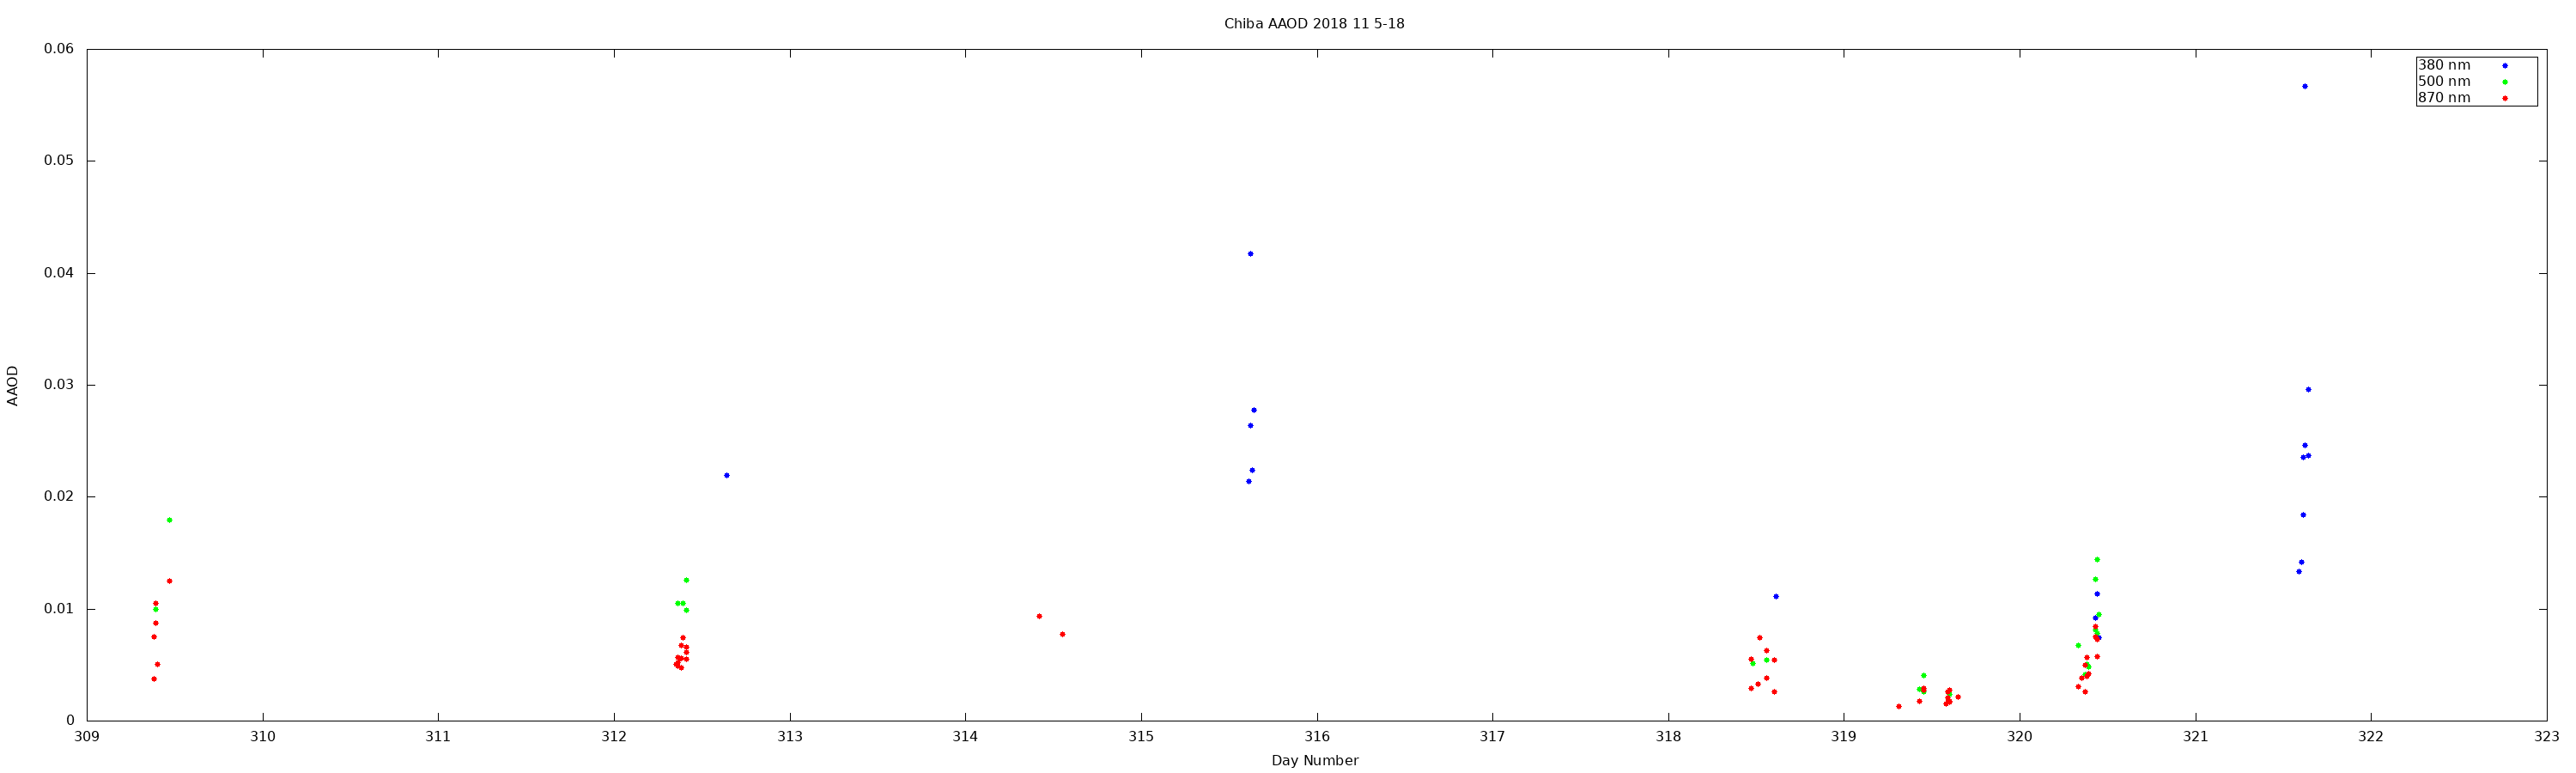 Chiba AAOD 2018 11 5-18
0.06
0.05
0.04
0.03
0.02
0.01
0
AAOD
380 nm
500 nm
870 nm
309 310 311 312 313 314 315 316 317 318 319 320 321 322 323
Day Number